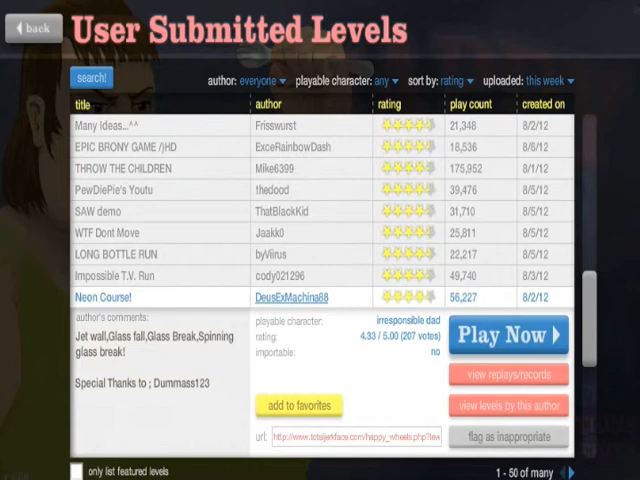 back
User Submitted Levels
search!
author: everyone playable character: any sort by: rating uploaded: this week
title author rating play count created on
Many Ideas...^^ Frisswurst 21,348 8/2/12
EPIC BRONY GAME /)HD ExceRainbowDash 18,536 8/6/12
THROW THE CHILDREN Mike6399 175,952 8/1/12
PewDiePie's Youtu thedood 39,476 8/5/12
SAW demo ThatBlackKid 31,710 8/5/12
WTF Dont Move Jaakk0 25,811 8/5/12
LONG BOTTLE RUN byViirus 22,217 8/5/12
Impossible T.V. Run cody021296 49,740 8/3/12
Neon Course! DeusExMachina88 56,227 8/2/12
author's comments:
Jet wall,Glass fall,Glass Break,Spinning
glass break!
Special Thanks to ; Dummass123
playable character: irresponsible dad
rating: 4.33 / 5.00 (207 votes)
importable: no
add to favorites
url: http://www.totaljerkface.com/happy_wheels.php?lev
Play Now
view replays/records
view levels by this author
flag as inappropriate
only list featured levels
1 - 50 of many